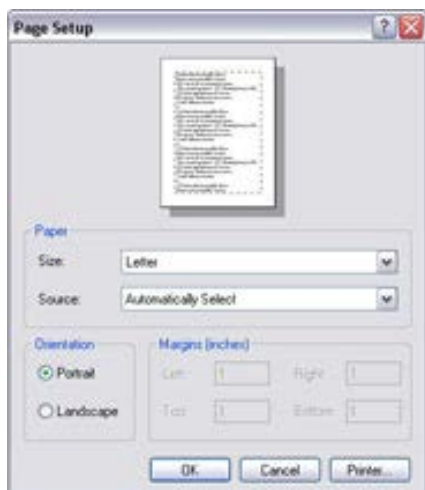 Page Setup
Paper
Size: Letter
Source: Automatically Select
Orientation
Portrait
Landscape
Margins (inches)
Left: 1 Right: 1
Top: 1 Bottom: 1
OK Cancel Printer...